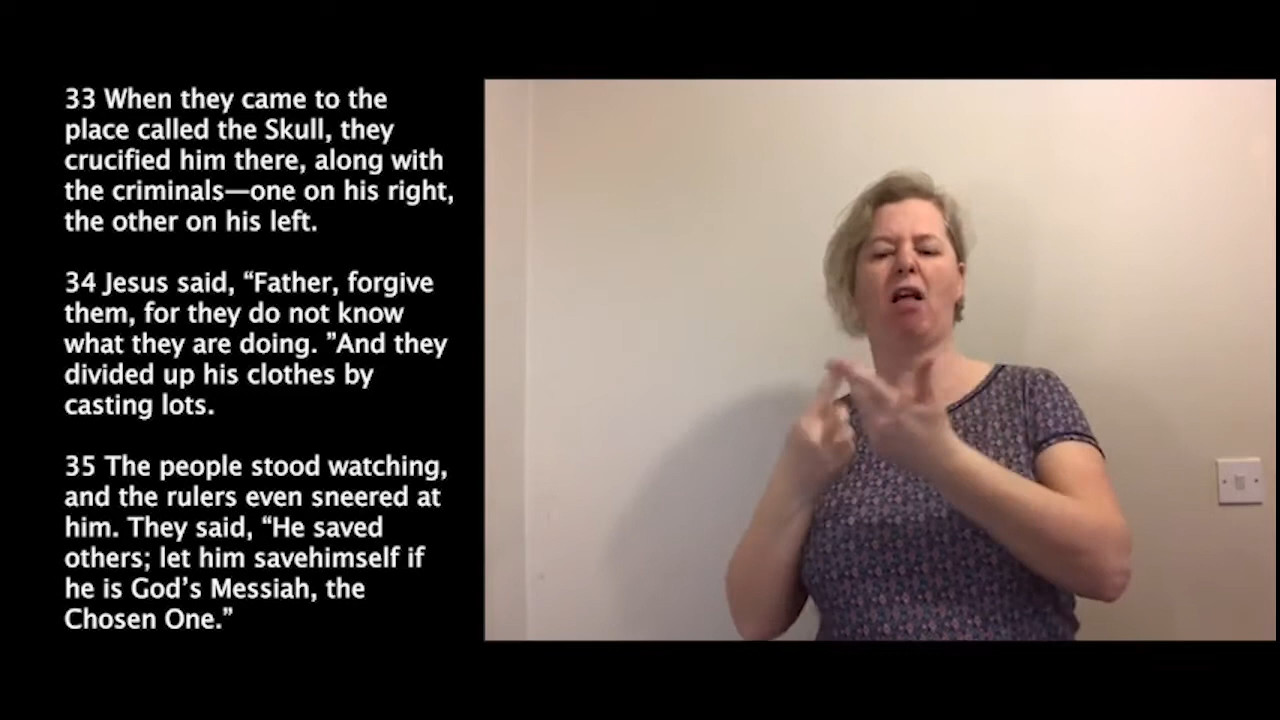 33 When they came to the
place called the Skull, they
crucified him there, along with
the criminals—one on his right,
the other on his left.
34 Jesus said, “Father, forgive
them, for they do not know
what they are doing. ”And they
divided up his clothes by
casting lots.
35 The people stood watching,
and the rulers even sneered at
him. They said, “He saved
others; let him savehimself if
he is God’s Messiah, the
Chosen One.”